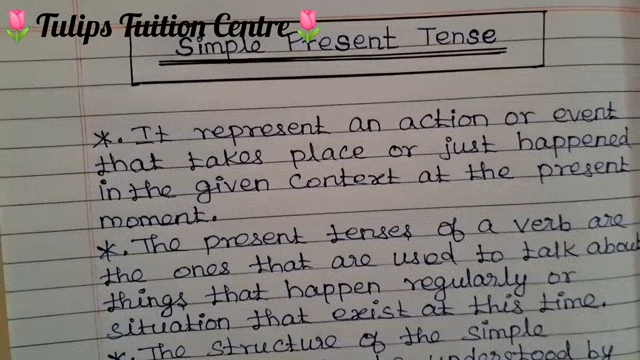 🌷Tulips Tuition Centre🌷
Simple Present Tense
*. It represent an action or event
that takes place or just happened
in the given context at the present
moment.
*. The present tenses of a verb are
the ones that are used to talk about
things that happen regularly or
situation that exist at this time.
*. The structure of the simple
understood by